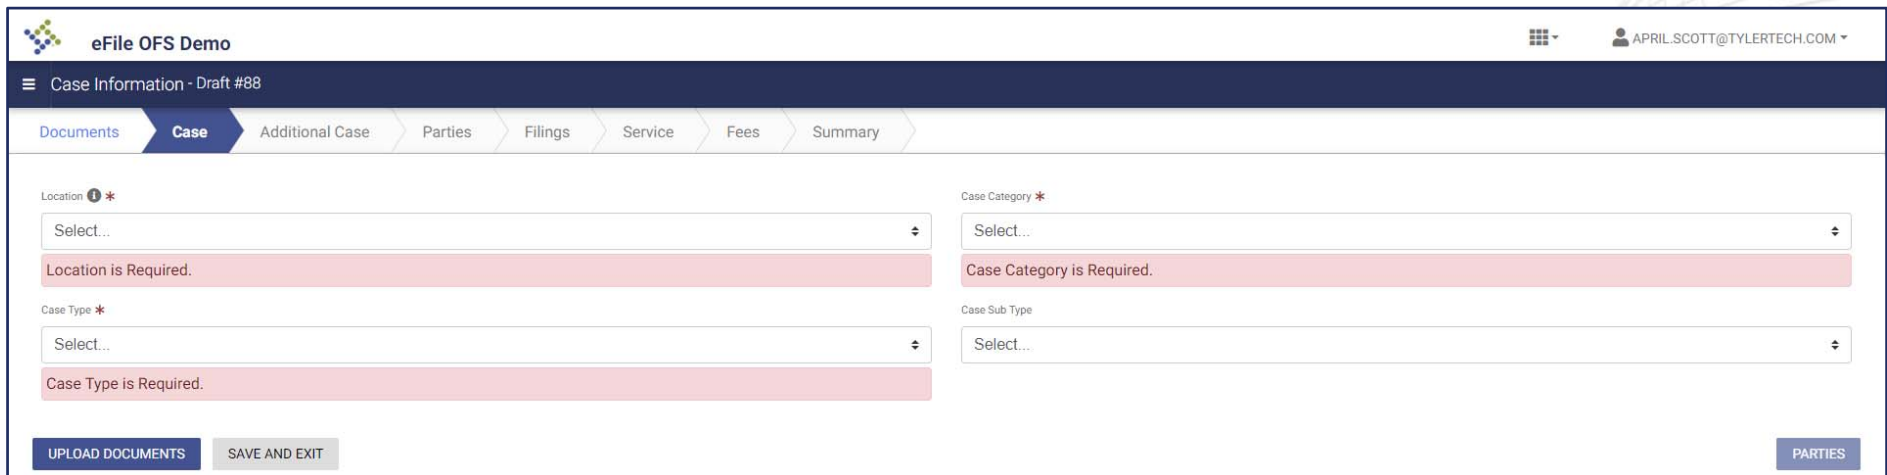 eFile OFS Demo
APRIL.SCOTT@TYLERTECH.COM
Case Information - Draft #88
Documents Case Additional Case Parties Filings Service Fees Summary
Location *
Case Category *
Select...
Select...
Location is Required.
Case Category is Required.
Case Type *
Case Sub Type
Select...
Select...
Case Type is Required.
UPLOAD DOCUMENTS SAVE AND EXIT PARTIES